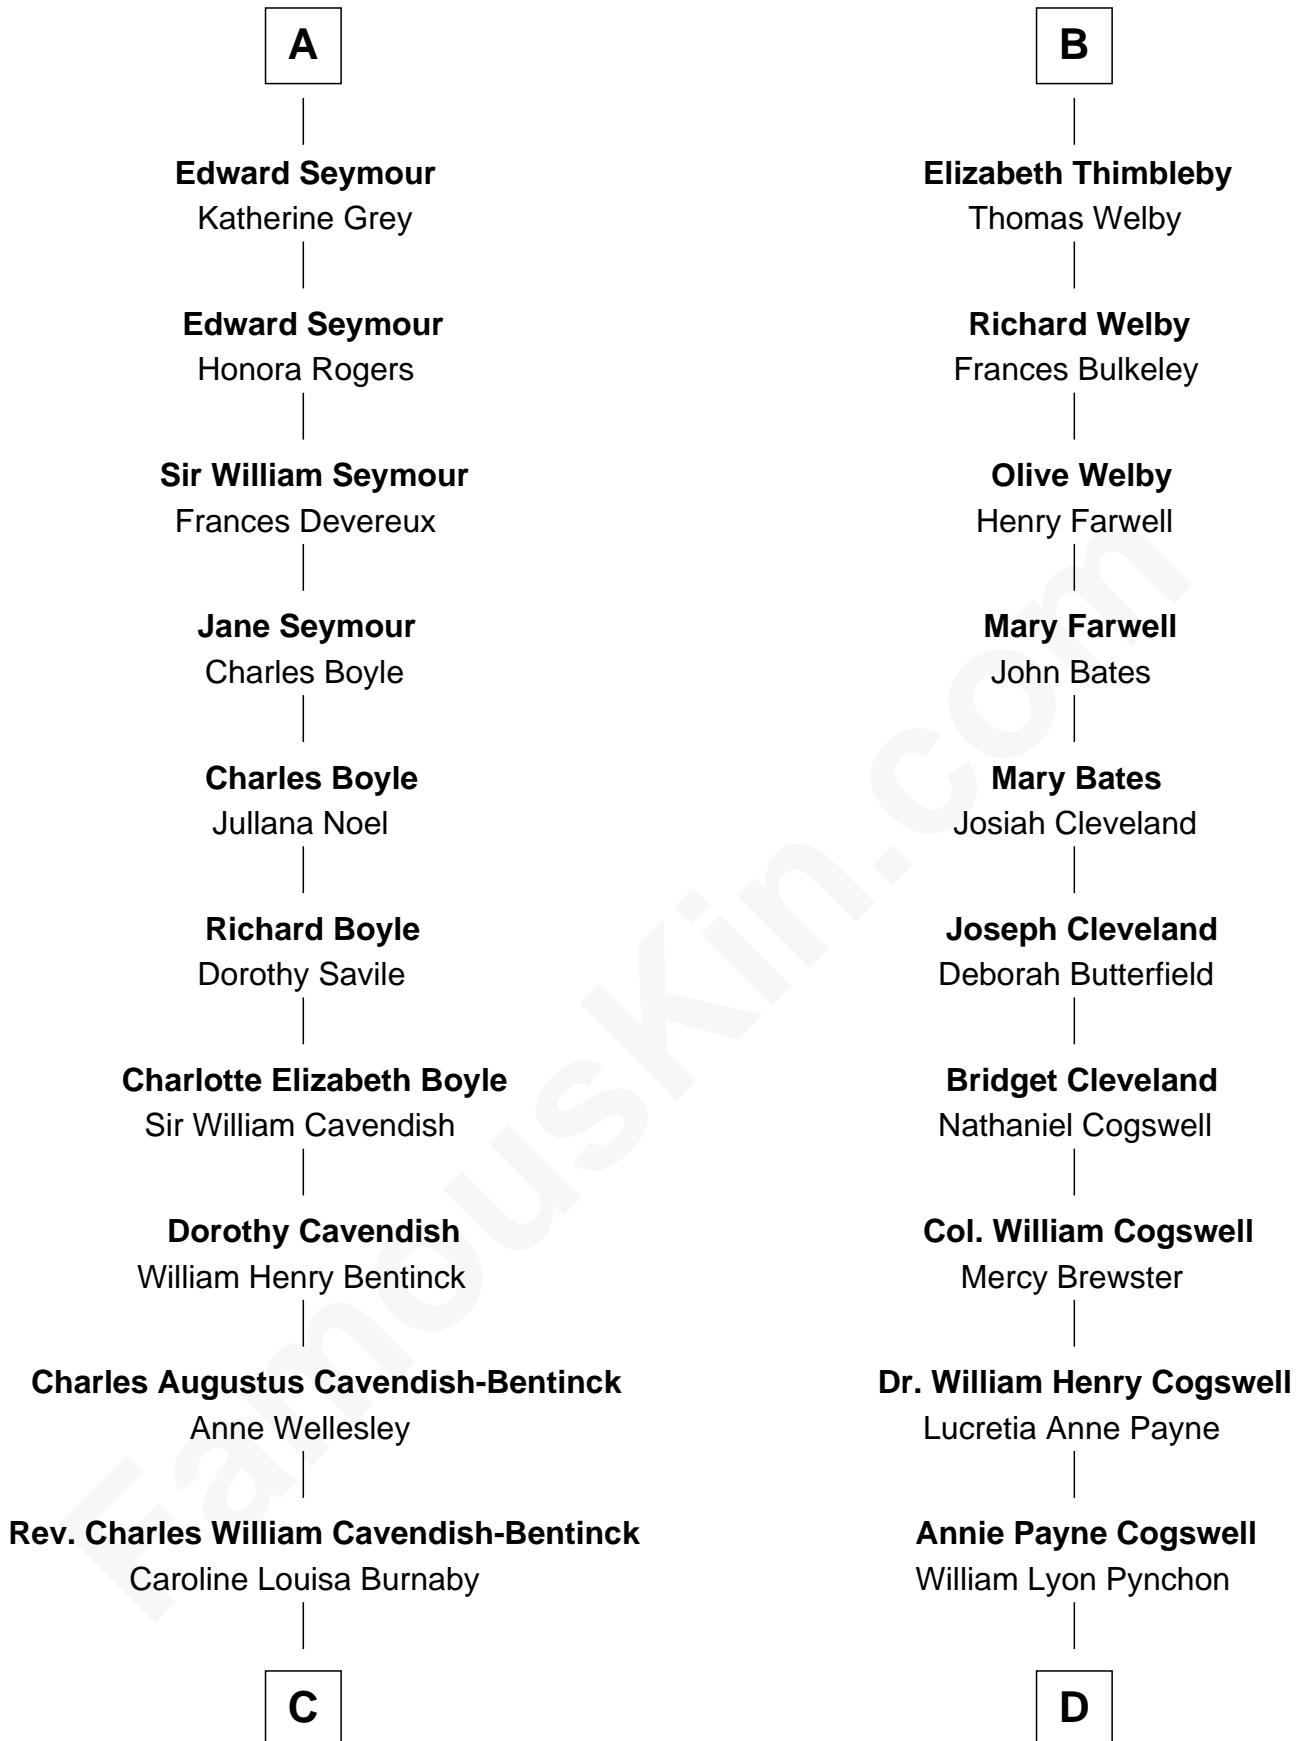 A
Edward Seymour
Katherine Grey
Edward Seymour
Honora Rogers
Sir William Seymour
Frances Devereux
Jane Seymour
Charles Boyle
Charles Boyle
Jullana Noel
Richard Boyle
Dorothy Savile
Charlotte Elizabeth Boyle
Sir William Cavendish
Dorothy Cavendish
William Henry Bentinck
Charles Augustus Cavendish-Bentinck
Anne Wellesley
Rev. Charles William Cavendish-Bentinck
Caroline Louisa Burnaby
C
B
Elizabeth Thimbleby
Thomas Welby
Richard Welby
Frances Bulkeley
Olive Welby
Henry Farwell
Mary Farwell
John Bates
Mary Bates
Josiah Cleveland
Joseph Cleveland
Deborah Butterfield
Bridget Cleveland
Nathaniel Cogswell
Col. William Cogswell
Mercy Brewster
Dr. William Henry Cogswell
Lucretia Anne Payne
Annie Payne Cogswell
William Lyon Pynchon
D
FamousKin.com